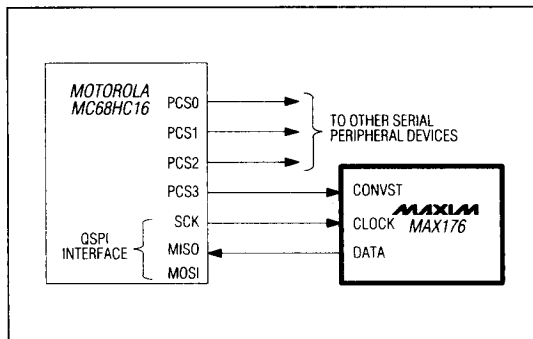 MOTOROLA
MC68HC16
PCS0
PCS1
PCS2
PCS3
SCK
MISO
MOSI
QSPI
INTERFACE
TO OTHER SERIAL
PERIPHERAL DEVICES
CONVST
CLOCK
DATA
MAXIM
MAX176